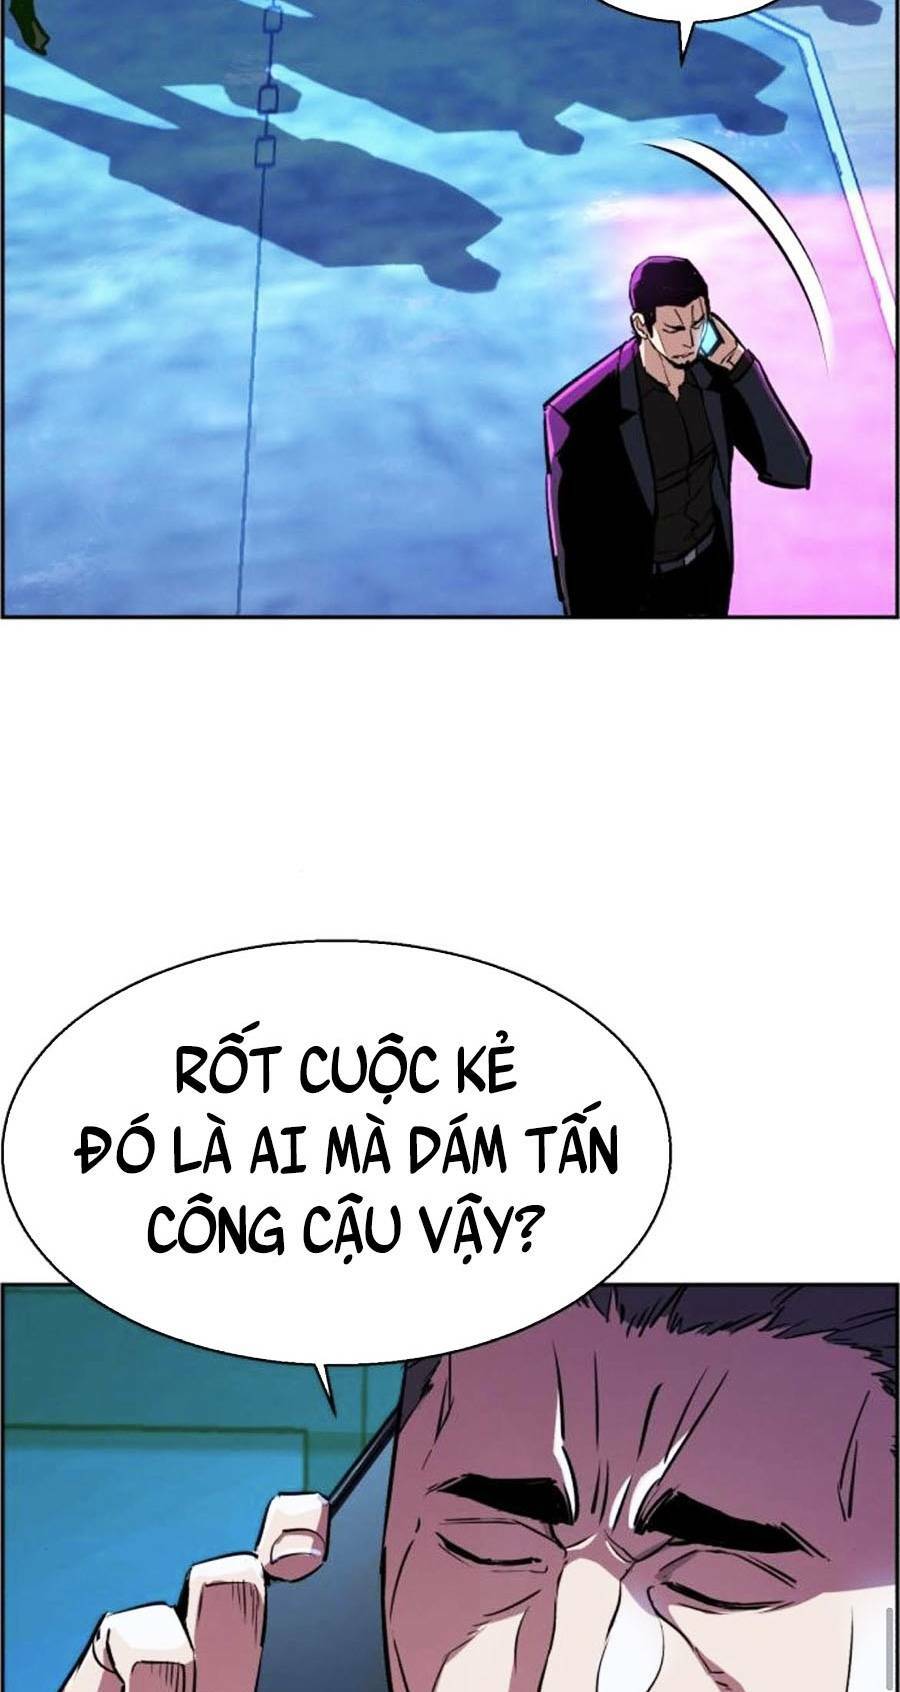 RỐT CUỘC KẺ
ĐÓ LÀ AI MÀ DÁM TẤN
CÔNG CẬU VẬY?